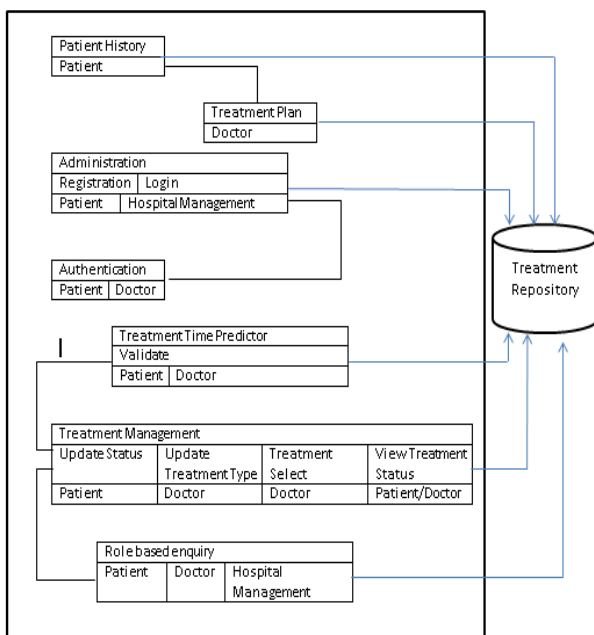 Patient History
Patient
Treatment Plan
Doctor
Administration
Registration Login
Patient Hospital Management
Authentication
Patient Doctor
Treatment Repository
Treatment Time Predictor
Validate
Patient Doctor
Treatment Management
Update Status Update Treatment Type Treatment Select View Treatment Status
Patient Doctor Doctor Patient/Doctor
Role based enquiry
Patient Doctor Hospital Management